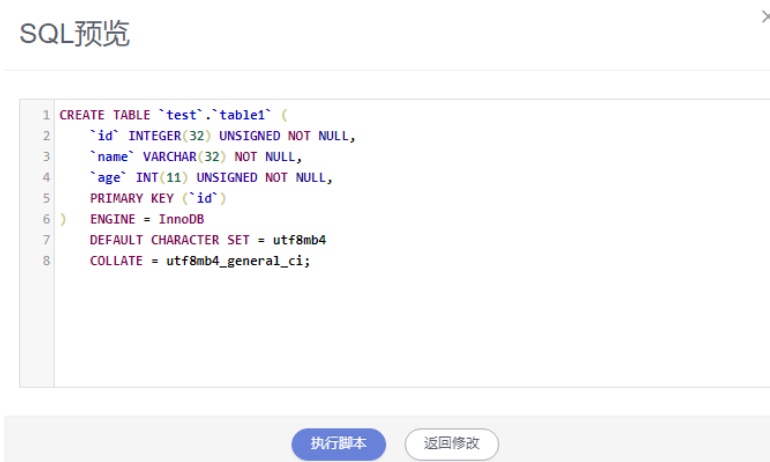 SQL预览
1 CREATE TABLE `test`.`table1` (
2     `id` INTEGER(32) UNSIGNED NOT NULL,
3     `name` VARCHAR(32) NOT NULL,
4     `age` INT(11) UNSIGNED NOT NULL,
5     PRIMARY KEY (`id`)
6 )   ENGINE = InnoDB
7     DEFAULT CHARACTER SET = utf8mb4
8     COLLATE = utf8mb4_general_ci;
执行脚本 返回修改